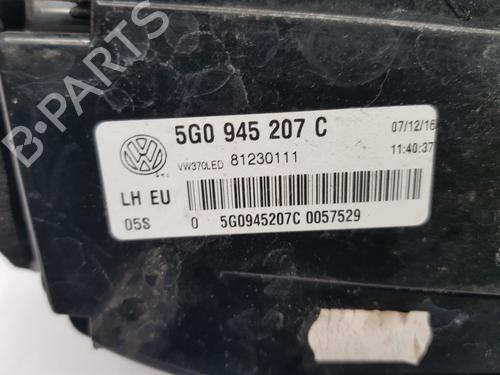 B-PARTS
5G0 945 207 C 07/12/16
VW370LED 81230111 11:40:37
LH EU
05S 0 5G0945207C 0057529